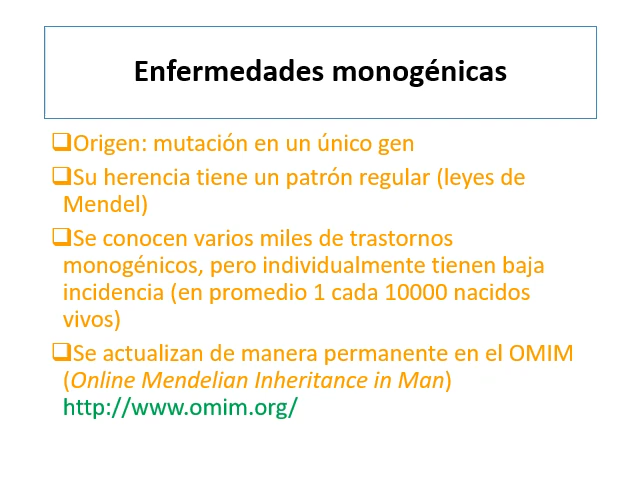 Enfermedades monogénicas
❑Origen: mutación en un único gen
❑Su herencia tiene un patrón regular (leyes de
Mendel)
❑Se conocen varios miles de trastornos
monogénicos, pero individualmente tienen baja
incidencia (en promedio 1 cada 10000 nacidos
vivos)
❑Se actualizan de manera permanente en el OMIM
(Online Mendelian Inheritance in Man)
http://www.omim.org/